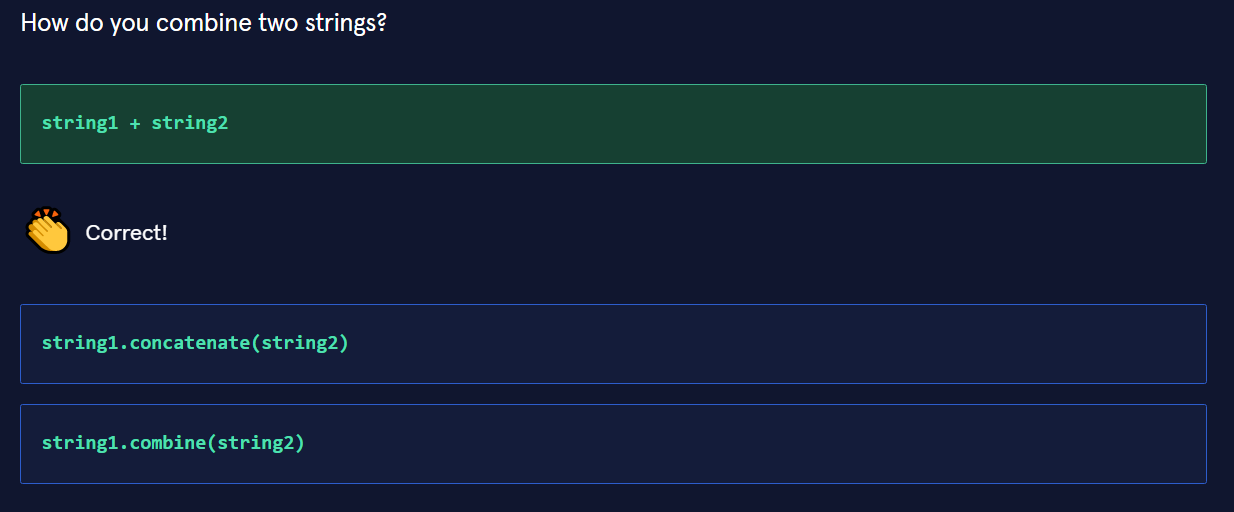 How do you combine two strings?
string1 + string2
Correct!
string1.concatenate(string2)
string1.combine(string2)